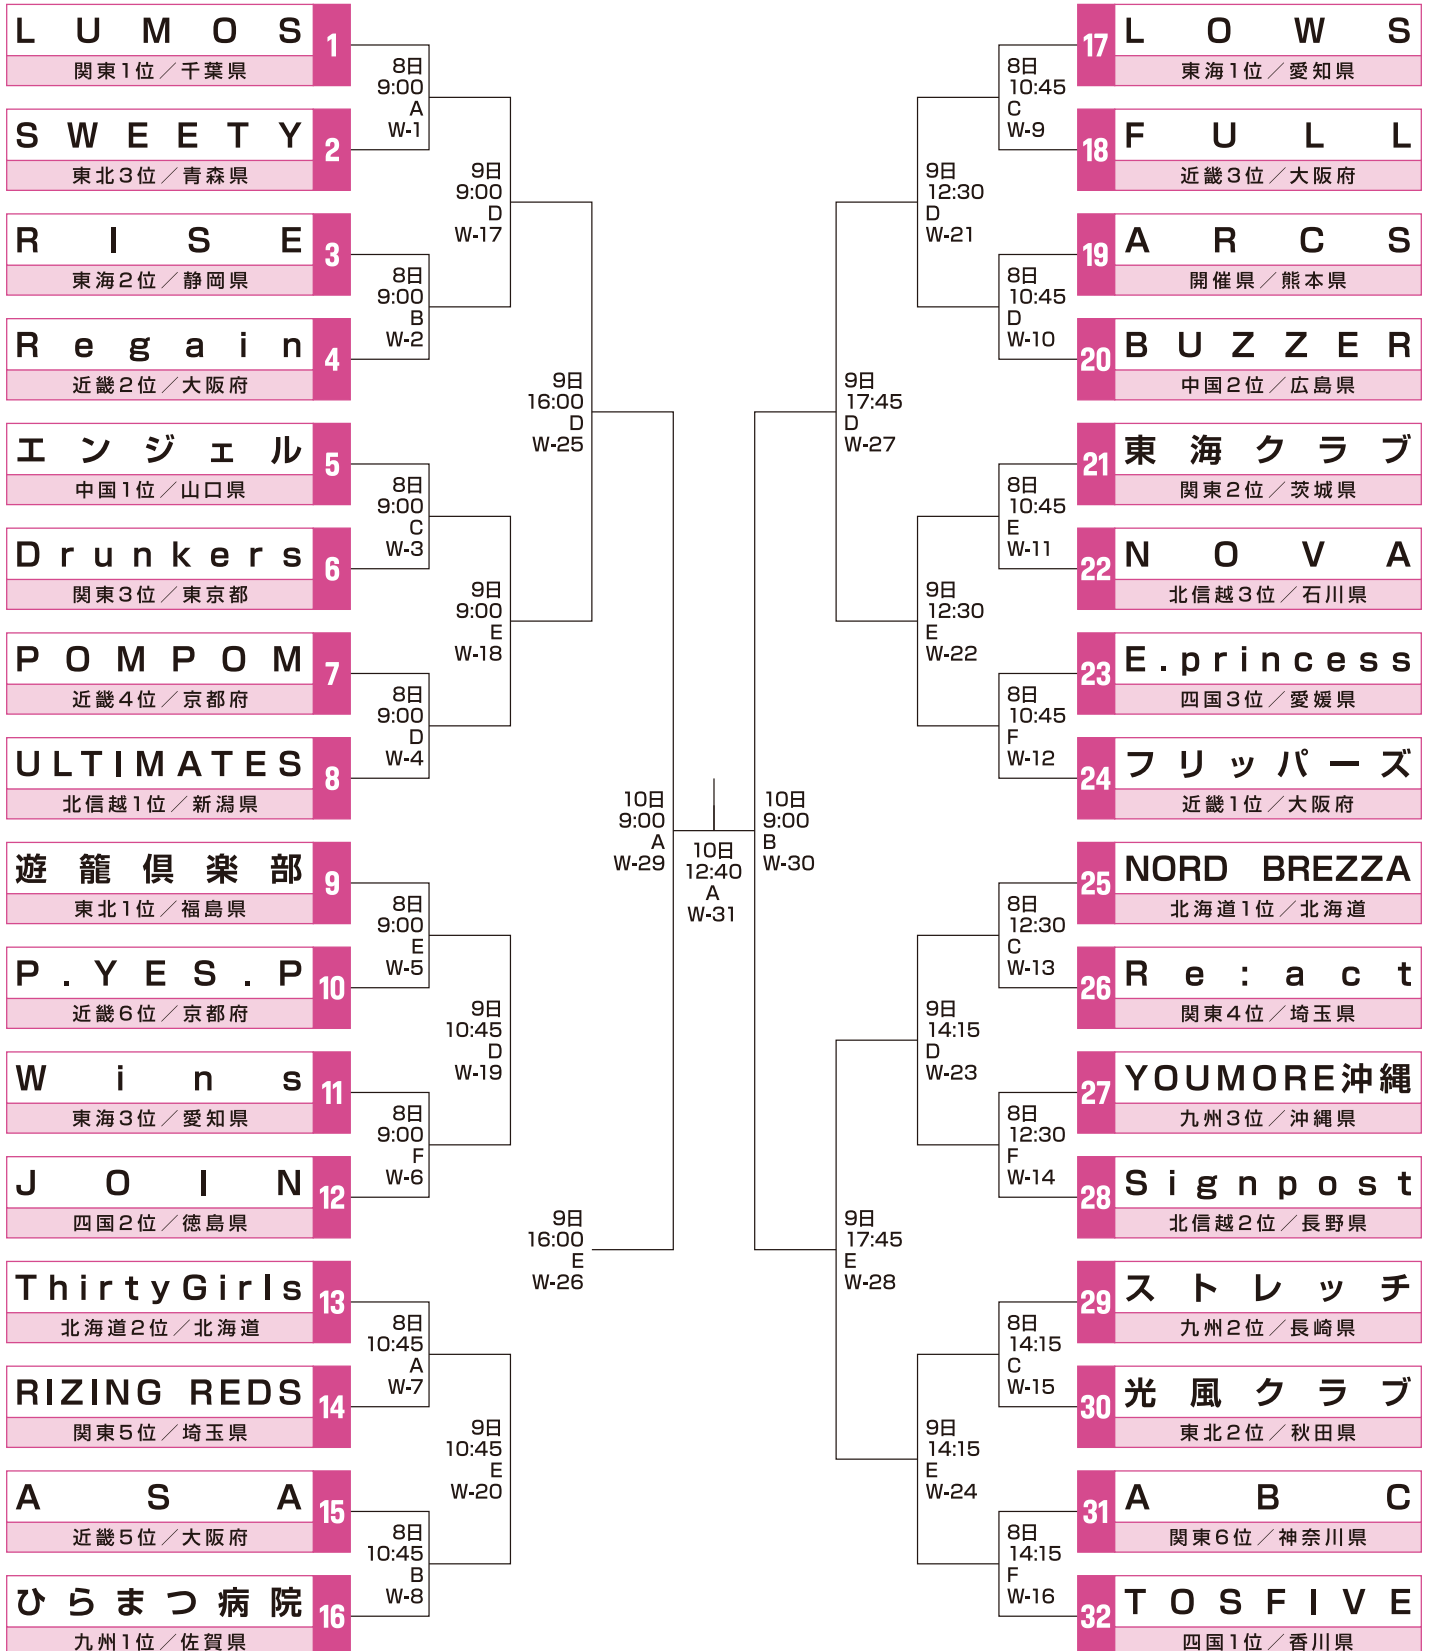 LUMOS
1
関東1位／千葉県
SWEETY
2
東北3位／青森県
RISE
3
東海2位／静岡県
Regain
4
近畿2位／大阪府
エンジェル
5
中国1位／山口県
Drunkers
6
関東3位／東京都
POMPOM
7
近畿4位／京都府
ULTIMATES
8
北信越1位／新潟県
遊籠倶楽部
9
東北1位／福島県
P.YES.P
10
近畿6位／京都府
Wins
11
東海3位／愛知県
JOIN
12
四国2位／徳島県
ThirtyGirls
13
北海道2位／北海道
RIZING REDS
14
関東5位／埼玉県
ASA
15
近畿5位／大阪府
ひらまつ病院
16
九州1位／佐賀県
8日
9:00
A
W-1
8日
9:00
B
W-2
8日
9:00
C
W-3
8日
9:00
D
W-4
8日
9:00
E
W-5
8日
9:00
F
W-6
8日
10:45
A
W-7
8日
10:45
B
W-8
9日
9:00
D
W-17
9日
9:00
E
W-18
9日
10:45
D
W-19
9日
10:45
E
W-20
9日
16:00
D
W-25
9日
16:00
E
W-26
10日
9:00
A
W-29
10日
12:40
A
W-31
10日
9:00
B
W-30
9日
17:45
D
W-27
9日
17:45
E
W-28
9日
12:30
D
W-21
9日
12:30
E
W-22
9日
14:15
D
W-23
9日
14:15
E
W-24
8日
10:45
C
W-9
8日
10:45
D
W-10
8日
10:45
E
W-11
8日
10:45
F
W-12
8日
12:30
C
W-13
8日
12:30
F
W-14
8日
14:15
C
W-15
8日
14:15
F
W-16
17
LOWS
東海1位／愛知県
18
FULL
近畿3位／大阪府
19
ARCS
開催県／熊本県
20
BUZZER
中国2位／広島県
21
東海クラブ
関東2位／茨城県
22
NOVA
北信越3位／石川県
23
E.princess
四国3位／愛媛県
24
フリッパーズ
近畿1位／大阪府
25
NORD BREZZA
北海道1位／北海道
26
Re:act
関東4位／埼玉県
27
YOUMORE沖縄
九州3位／沖縄県
28
Signpost
北信越2位／長野県
29
ストレッチ
九州2位／長崎県
30
光風クラブ
東北2位／秋田県
31
ABC
関東6位／神奈川県
32
TOSFIVE
四国1位／香川県